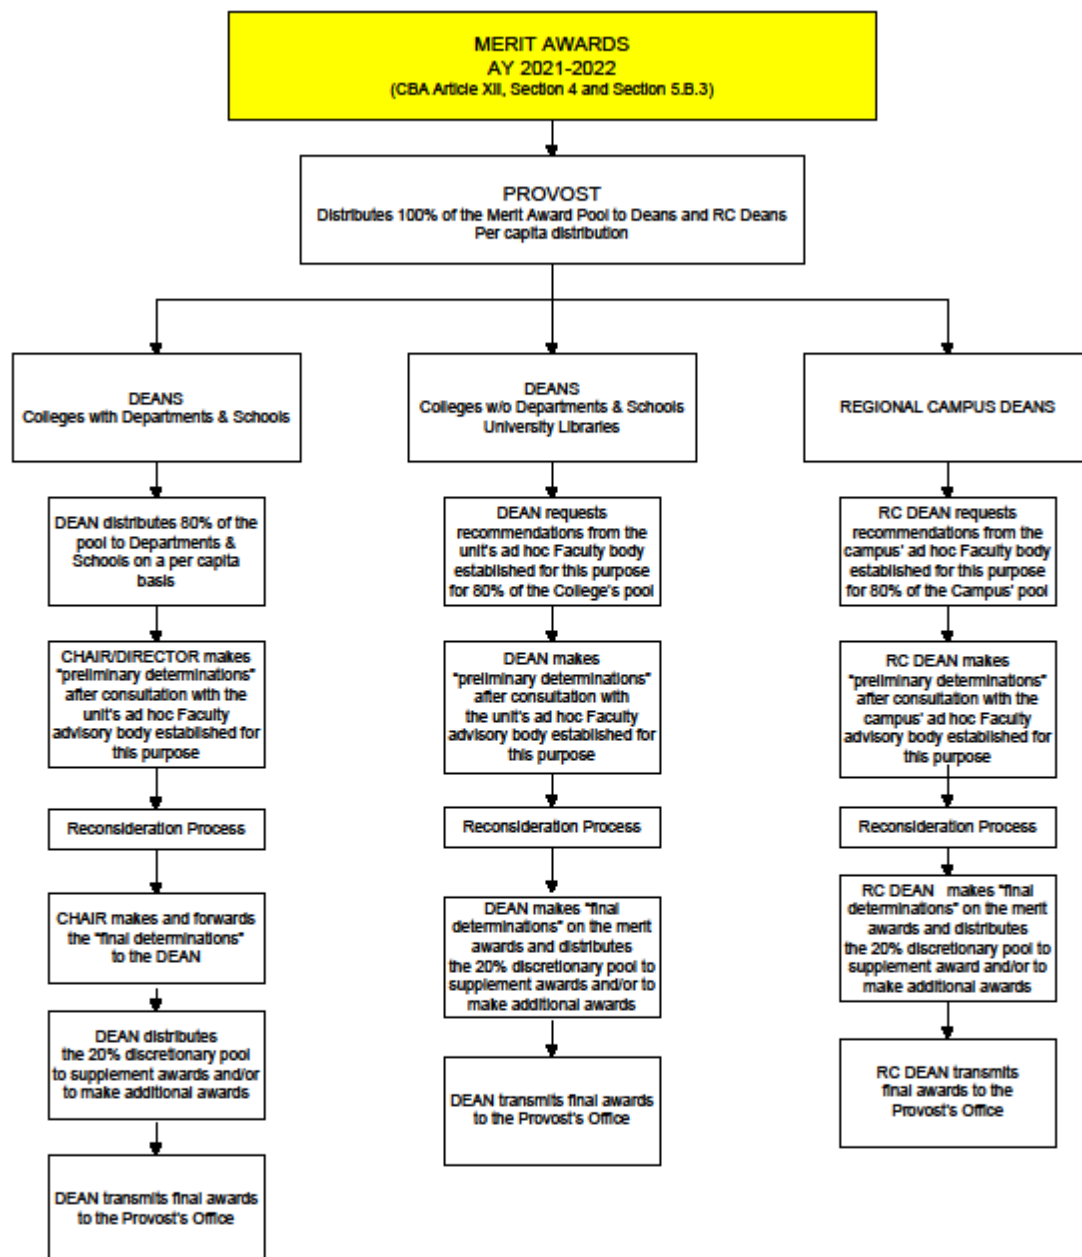 MERIT AWARDS
AY 2021-2022
(CBA Article XII, Section 4 and Section 5.B.3)
PROVOST
Distributes 100% of the Merit Award Pool to Deans and RC Deans
Per capita distribution
DEANS
Colleges with Departments & Schools
DEAN distributes 80% of the
pool to Departments &
Schools on a per capita
basis
CHAIR/DIRECTOR makes
"preliminary determinations"
after consultation with the
unit's ad hoc Faculty
advisory body established for
this purpose
Reconsideration Process
CHAIR makes and forwards
the "final determinations"
to the DEAN
DEAN distributes
the 20% discretionary pool
to supplement awards and/or
to make additional awards
DEAN transmits final awards
to the Provost's Office
DEANS
Colleges w/o Departments & Schools
University Libraries
DEAN requests
recommendations from the
unit's ad hoc Faculty body
established for this purpose
for 80% of the College's pool
DEAN makes
"preliminary determinations"
after consultation with
the unit's ad hoc Faculty
advisory body established for
this purpose
Reconsideration Process
DEAN makes "final
determinations" on the merit
awards and distributes
the 20% discretionary pool to
supplement awards and/or to
make additional awards
DEAN transmits final awards
to the Provost's Office
REGIONAL CAMPUS DEANS
RC DEAN requests
recommendations from the
campus' ad hoc Faculty body
established for this purpose
for 80% of the Campus' pool
RC DEAN makes
"preliminary determinations"
after consultation with the
campus' ad hoc Faculty
advisory body established for
this purpose
Reconsideration Process
RC DEAN makes "final
determinations" on the merit
awards and distributes
the 20% discretionary pool to
supplement award and/or to
make additional awards
RC DEAN transmits
final awards to the
Provost's Office